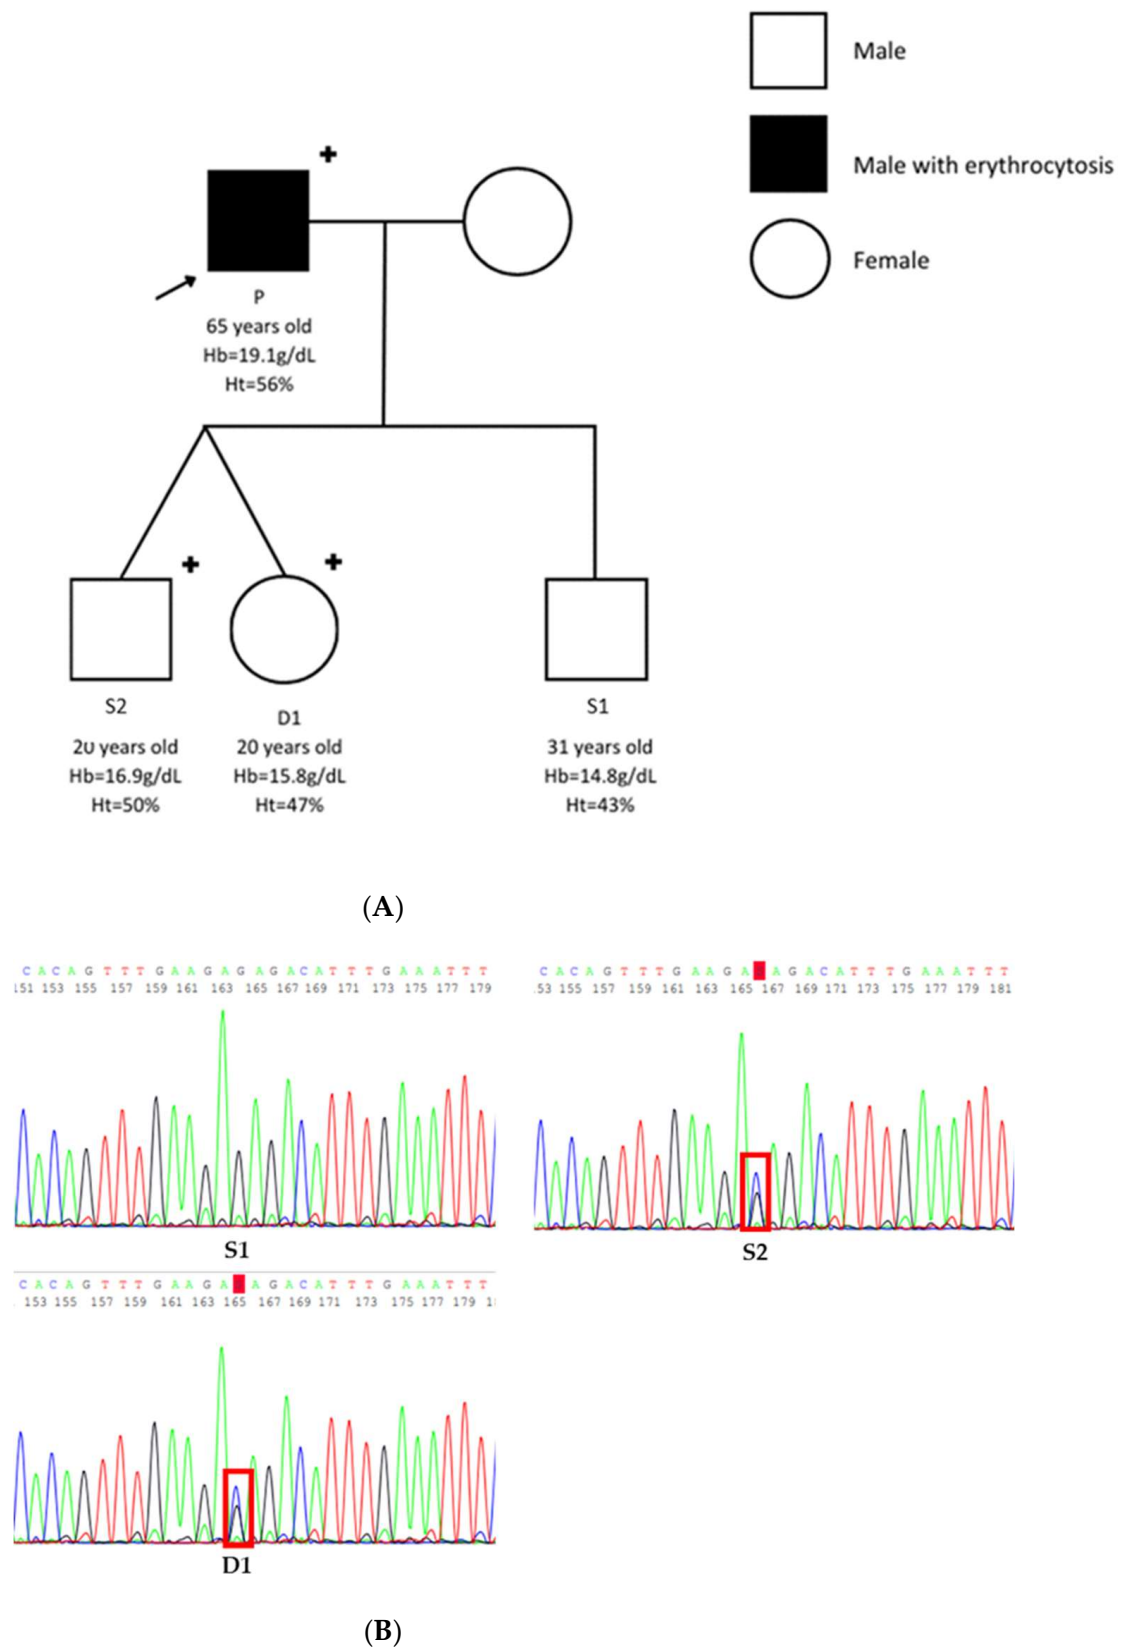 Male
Male with erythrocytosis
Female
P
65 years old
Hb=19.1g/dL
Ht=56%
S2
20 years old
Hb=16.9g/dL
Ht=50%
D1
20 years old
Hb=15.8g/dL
Ht=47%
S1
31 years old
Hb=14.8g/dL
Ht=43%
(A)
C A C A G T T T G A A G A G A G A C A T T T G A A A T T T
151 153 155 157 159 161 163 165 167 169 171 173 175 177 179
S1
C A C A G T T T G A A G A A G A C A T T T G A A A T T T
53 155 157 159 161 163 165 167 169 171 173 175 177 179 181
S2
C A C A G T T T G A A G A A G A C A T T T G A A A T T T
153 155 157 159 161 163 165 167 169 171 173 175 177 179
D1
(B)